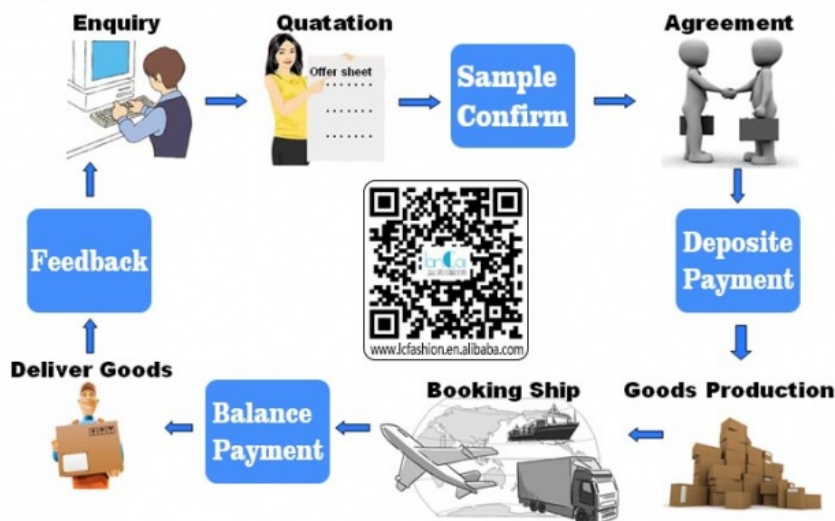 Enquiry
Quatation
Agreement
Offer sheet
Sample
Confirm
Feedback
Deposite
Payment
www.lcfashion.en.alibaba.com
Deliver Goods
Balance
Payment
Booking Ship
Goods Production